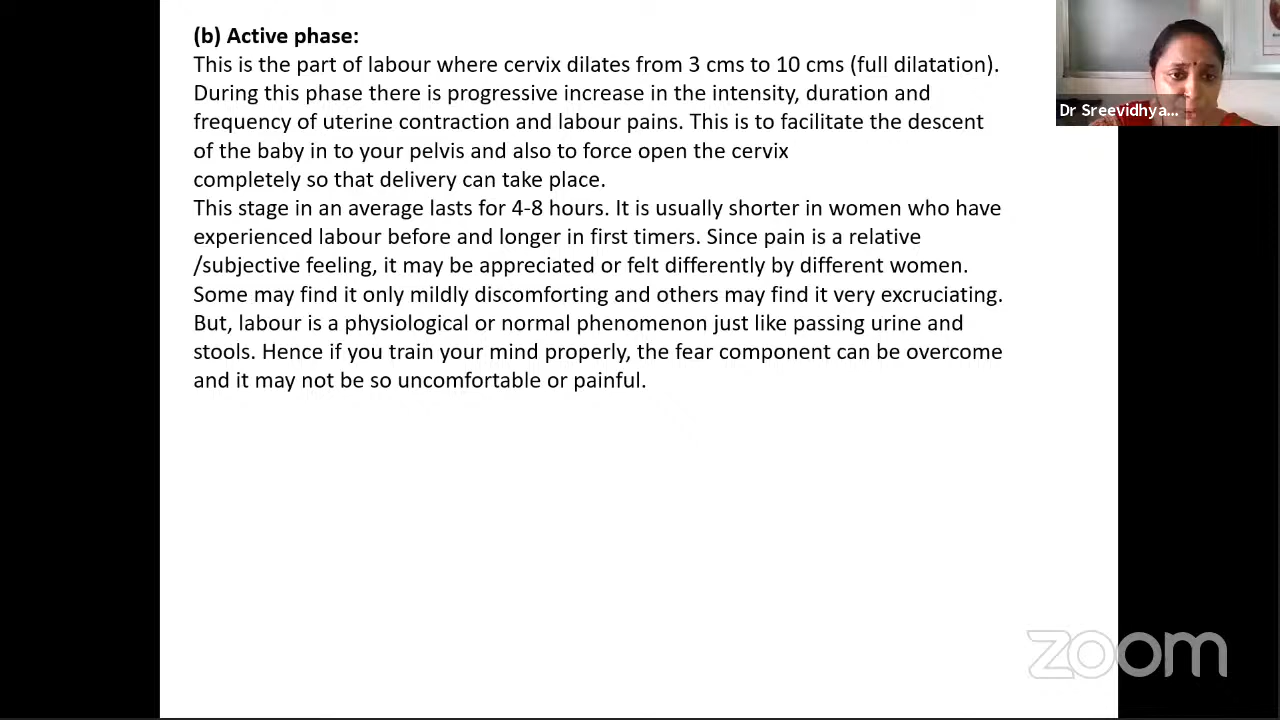 (b) Active phase:
This is the part of labour where cervix dilates from 3 cms to 10 cms (full dilatation).
During this phase there is progressive increase in the intensity, duration and
frequency of uterine contraction and labour pains. This is to facilitate the descent
of the baby in to your pelvis and also to force open the cervix
completely so that delivery can take place.
This stage in an average lasts for 4-8 hours. It is usually shorter in women who have
experienced labour before and longer in first timers. Since pain is a relative
/subjective feeling, it may be appreciated or felt differently by different women.
Some may find it only mildly discomforting and others may find it very excruciating.
But, labour is a physiological or normal phenomenon just like passing urine and
stools. Hence if you train your mind properly, the fear component can be overcome
and it may not be so uncomfortable or painful.
Dr Sreevidhya...
zoom